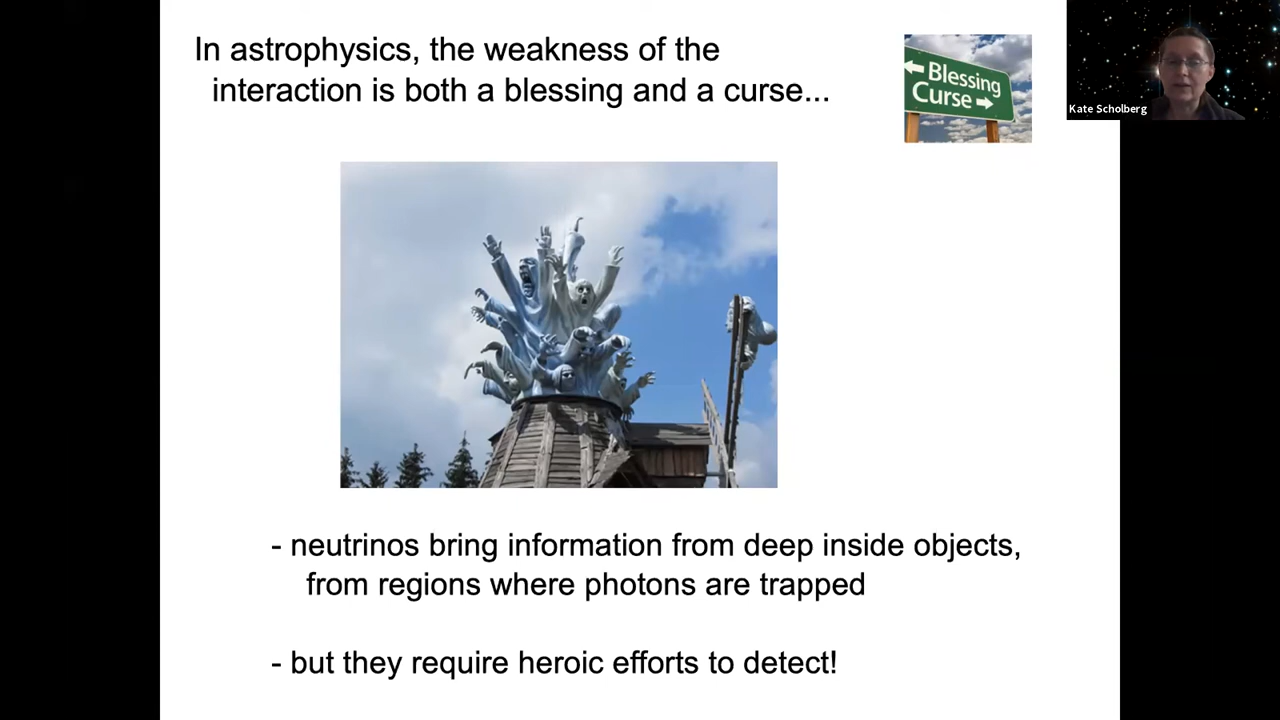 In astrophysics, the weakness of the
interaction is both a blessing and a curse...
Blessing
Curse
Kate Scholberg
- neutrinos bring information from deep inside objects,
from regions where photons are trapped
- but they require heroic efforts to detect!